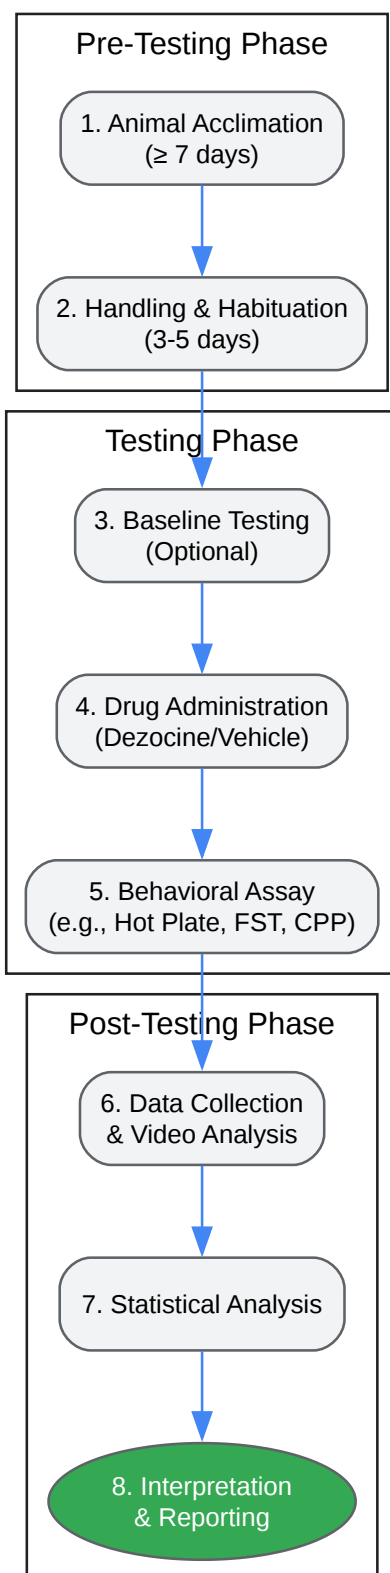 Pre-Testing Phase
1. Animal Acclimation
(≥ 7 days)
2. Handling & Habituation
(3-5 days)
Testing Phase
3. Baseline Testing
(Optional)
4. Drug Administration
(Dezocine/Vehicle)
5. Behavioral Assay
(e.g., Hot Plate, FST, CPP)
Post-Testing Phase
6. Data Collection
& Video Analysis
7. Statistical Analysis
8. Interpretation
& Reporting